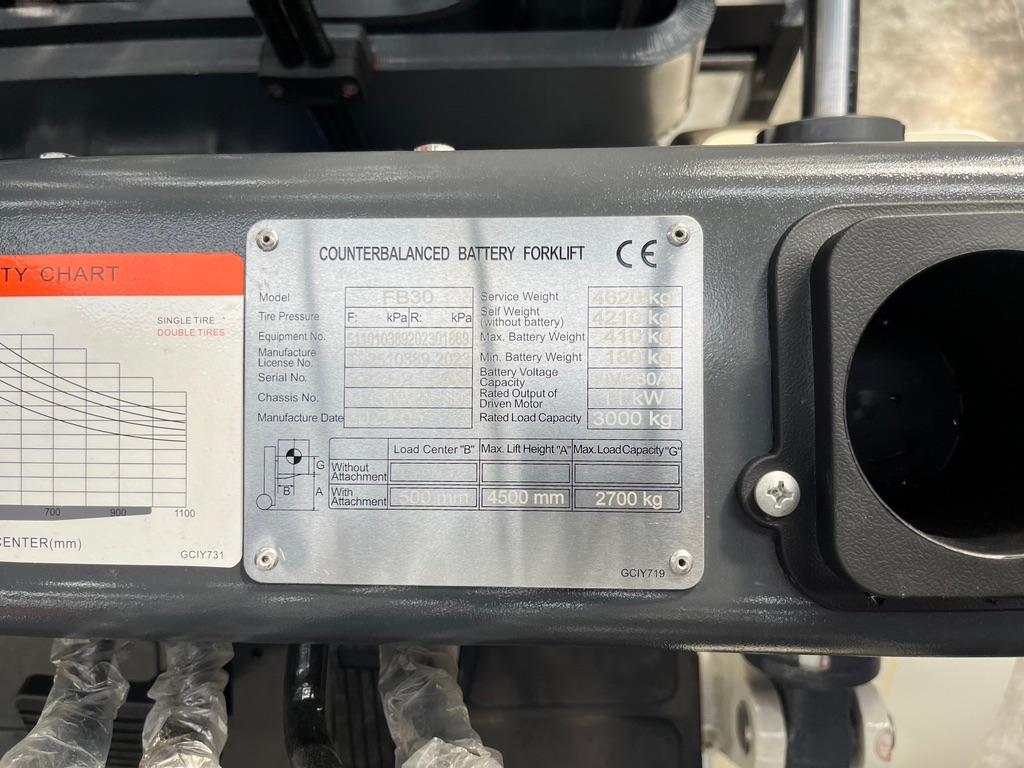 TY CHART
SINGLE TIRE
DOUBLE TIRES
700 900 1100
CENTER(mm)
GCIY731
COUNTERBALANCED BATTERY FORKLIFT CE
Model FB30
Tire Pressure F: kPa R: kPa
Equipment No. 511010389202301869
Manufacture
License No.
Serial No.
Chassis No.
Manufacture Date
Service Weight 4620 kg
Self Weight
(without battery) 4210 kg
Max. Battery Weight 410 kg
Min. Battery Weight 180 kg
Battery Voltage
Capacity
Rated Output of
Driven Motor 11 kW
Rated Load Capacity 3000 kg
Load Center "B" Max. Lift Height "A" Max. Load Capacity "G"
Without
Attachment
With
Attachment 500 mm 4500 mm 2700 kg
G
B A
GCIY719